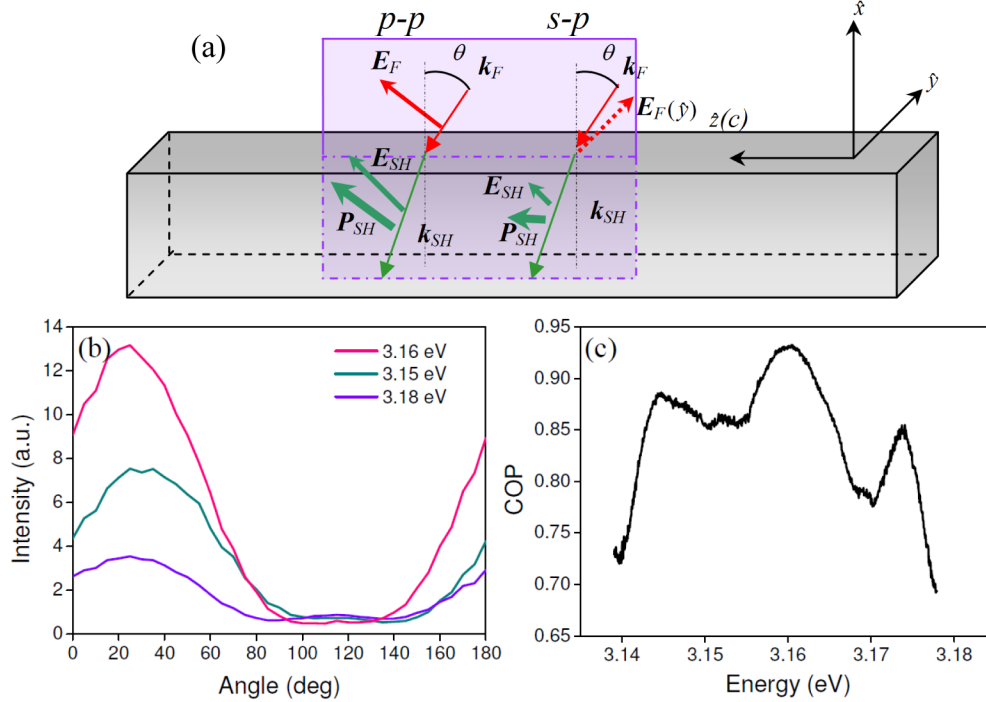 (a)
p-p
s-p
θ
θ
E_F
k_F
k_F
E_F(ŷ)
x̂
ŷ
ẑ(c)
E_SH
P_SH
k_SH
E_SH
P_SH
k_SH
(b)
14
12
10
8
6
4
2
0
Intensity (a.u.)
3.16 eV
3.15 eV
3.18 eV
0 20 40 60 80 100 120 140 160 180
Angle (deg)
(c)
0.95
0.90
0.85
0.80
0.75
0.70
0.65
COP
3.14 3.15 3.16 3.17 3.18
Energy (eV)